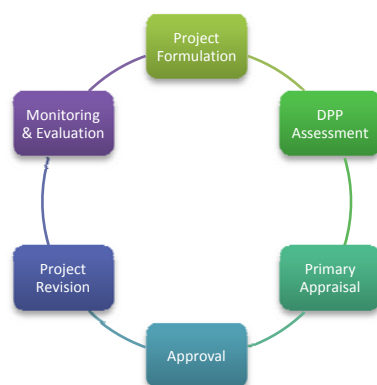 Project
Formulation
DPP
Assessment
Primary
Appraisal
Approval
Project
Revision
Monitoring
& Evaluation